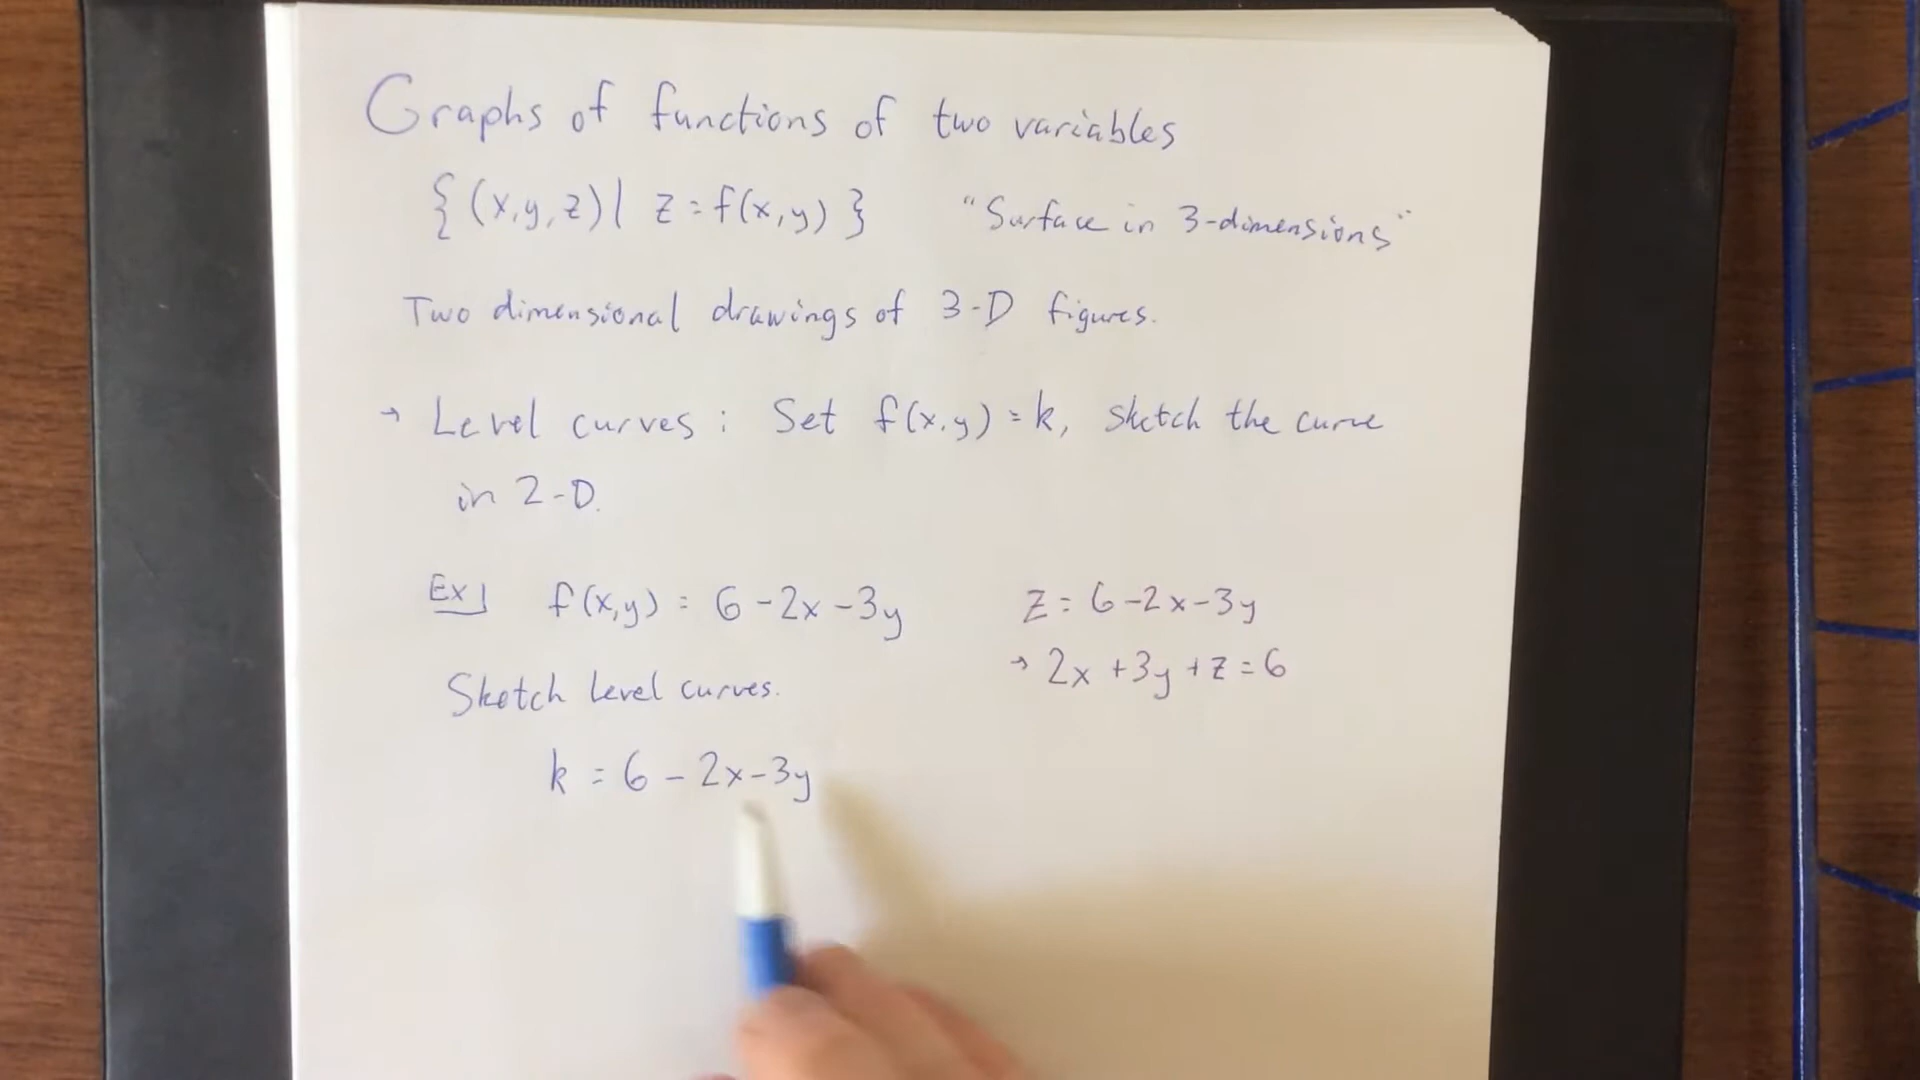 Graphs of functions of two variables
{(x,y,z)| z=f(x,y)} "Surface in 3-dimensions"
Two dimensional drawings of 3-D figures.
→ Level curves: Set f(x,y)=k, sketch the curve
in 2-D.
Ex1 f(x,y) = 6-2x-3y
z = 6-2x-3y
→ 2x+3y+z=6
Sketch level curves.
k = 6-2x-3y